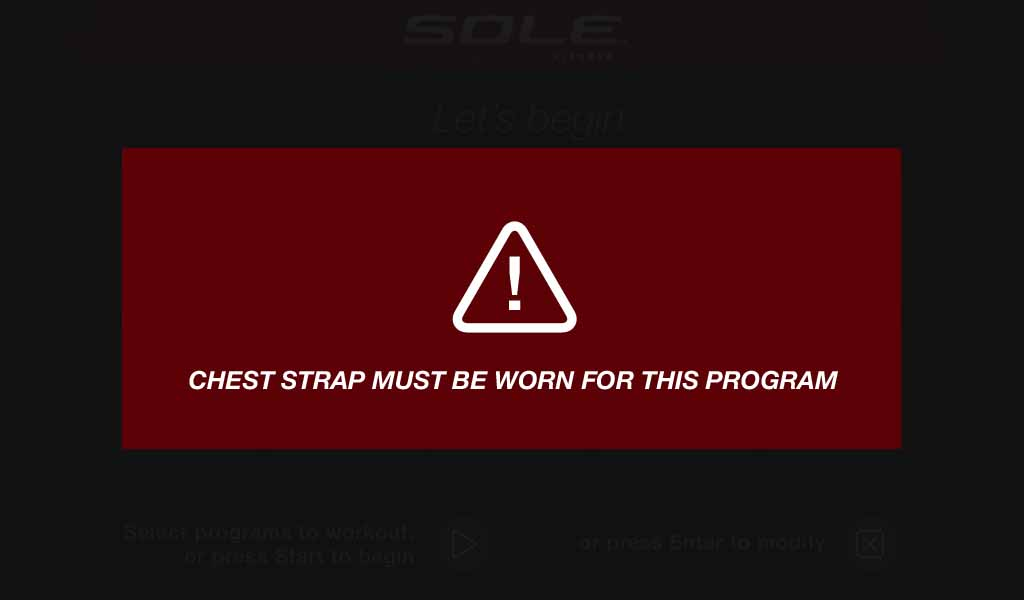 SOLE
Let's begin
!
CHEST STRAP MUST BE WORN FOR THIS PROGRAM
Select programs to workout,
or press Start to begin
or press Enter to modify